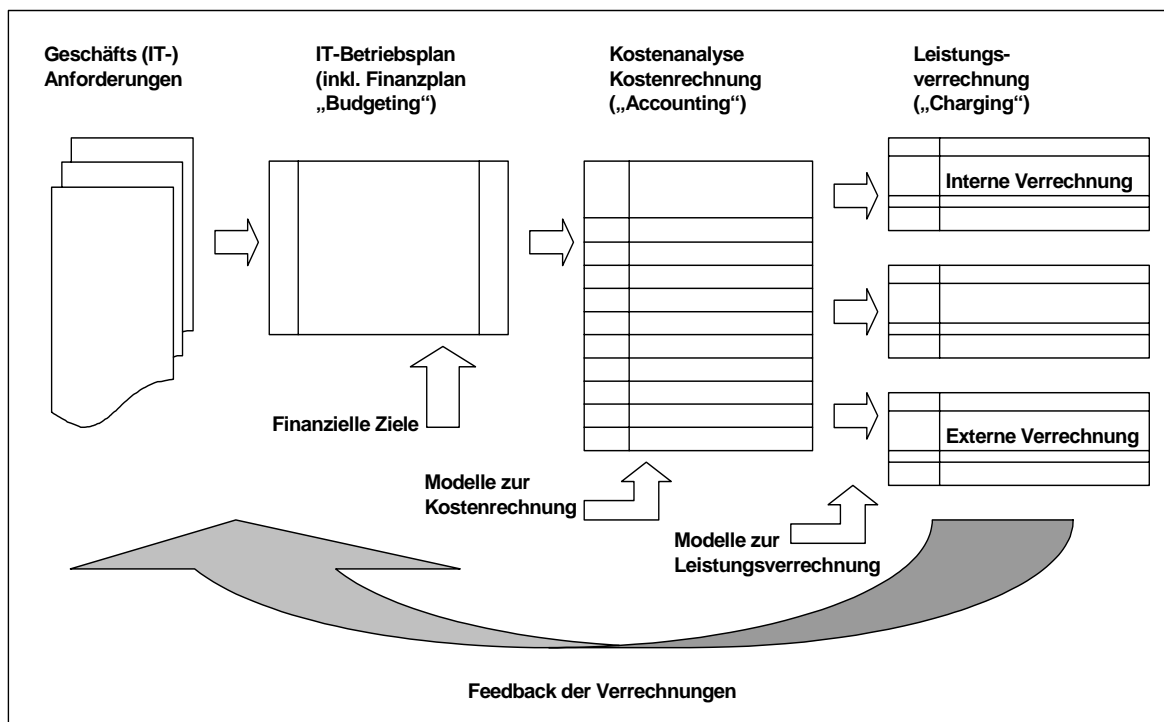 Geschäfts (IT-)
Anforderungen
IT-Betriebsplan
(inkl. Finanzplan
„Budgeting“)
Kostenanalyse
Kostenrechnung
(„Accounting“)
Leistungs-
verrechnung
(„Charging“)
Interne Verrechnung
Externe Verrechnung
Finanzielle Ziele
Modelle zur
Kostenrechnung
Modelle zur
Leistungsverrechnung
Feedback der Verrechnungen